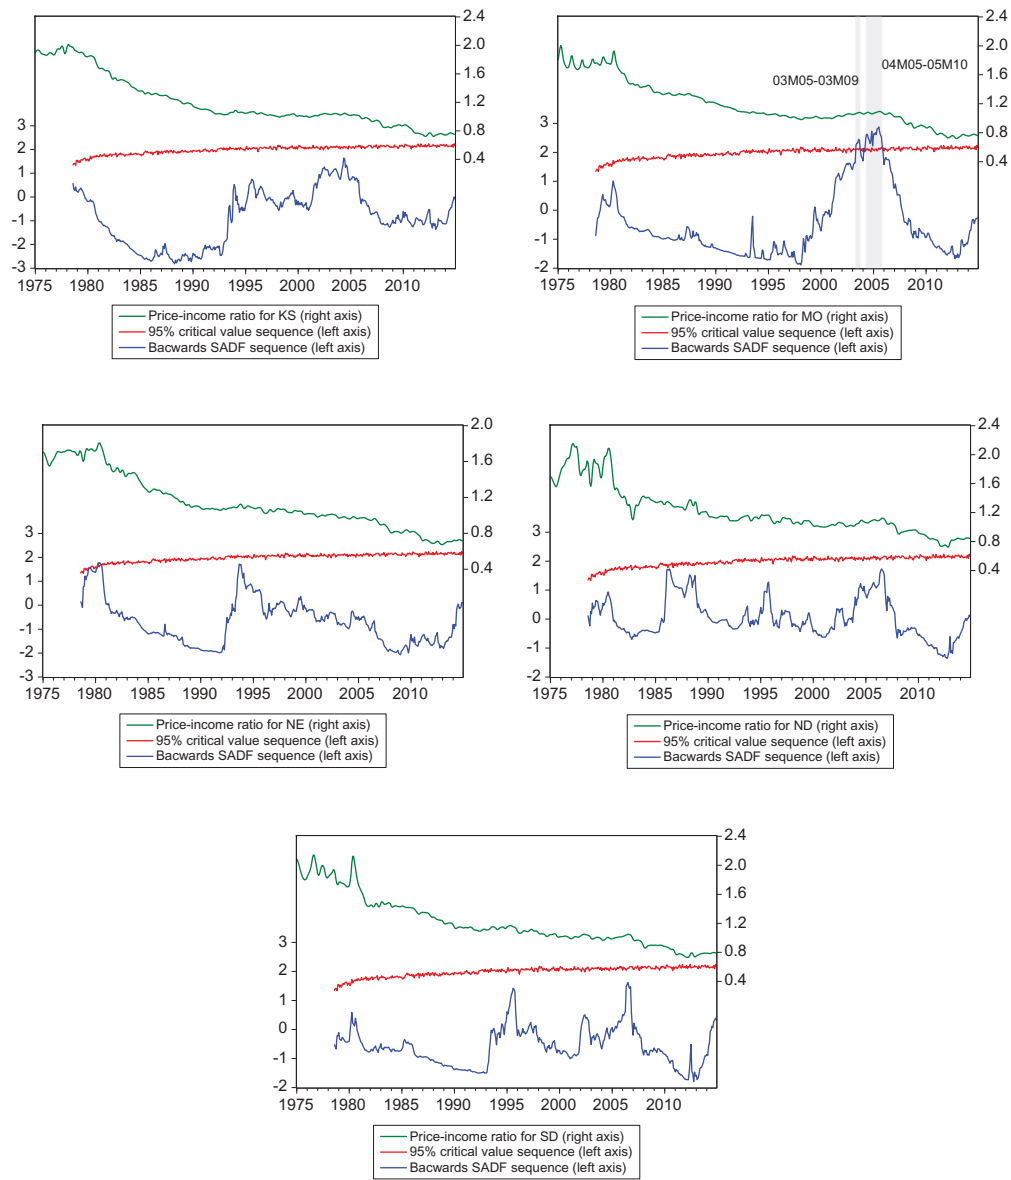 2.4
2.0
1.6
1.2
0.8
0.4
3
2
1
0
-1
-2
-3
1975 1980 1985 1990 1995 2000 2005 2010
Price-income ratio for KS (right axis)
95% critical value sequence (left axis)
Bacwards SADF sequence (left axis)
2.4
2.0
1.6
1.2
0.8
0.4
04M05-05M10
03M05-03M09
3
2
1
0
-1
-2
1975 1980 1985 1990 1995 2000 2005 2010
Price-income ratio for MO (right axis)
95% critical value sequence (left axis)
Bacwards SADF sequence (left axis)
2.0
1.6
1.2
0.8
0.4
3
2
1
0
-1
-2
-3
1975 1980 1985 1990 1995 2000 2005 2010
Price-income ratio for NE (right axis)
95% critical value sequence (left axis)
Bacwards SADF sequence (left axis)
2.4
2.0
1.6
1.2
0.8
0.4
3
2
1
0
-1
-2
1975 1980 1985 1990 1995 2000 2005 2010
Price-income ratio for ND (right axis)
95% critical value sequence (left axis)
Bacwards SADF sequence (left axis)
2.4
2.0
1.6
1.2
0.8
0.4
3
2
1
0
-1
-2
1975 1980 1985 1990 1995 2000 2005 2010
Price-income ratio for SD (right axis)
95% critical value sequence (left axis)
Bacwards SADF sequence (left axis)